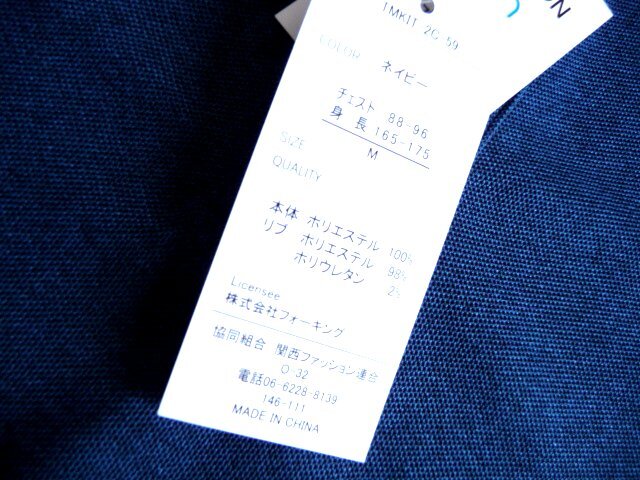 1MKIT 2C 59
COLOR ネイビー
チェスト 88-96
身長 165-175
SIZE M
QUALITY
本体 ポリエステル 100%
リブ ポリエステル 98%
ポリウレタン 2%
Licensee
株式会社フォーキング
協同組合 関西ファッション連合
O 32
電話06-6228-8139
146-111
MADE IN CHINA